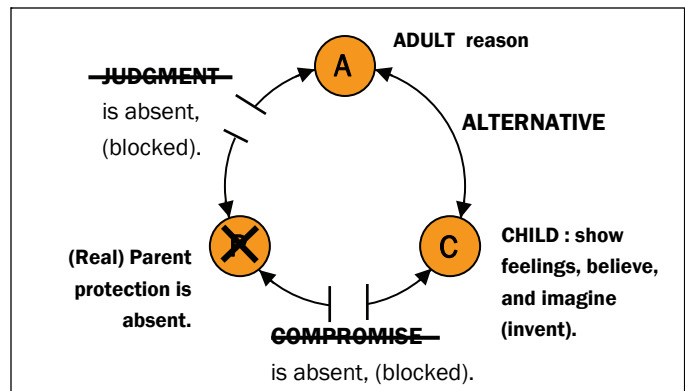 ADULT reason
A
JUDGMENT
is absent,
(blocked).
ALTERNATIVE
P
C
(Real) Parent
protection is
absent.
CHILD : show
feelings, believe,
and imagine
(invent).
COMPROMISE
is absent, (blocked).